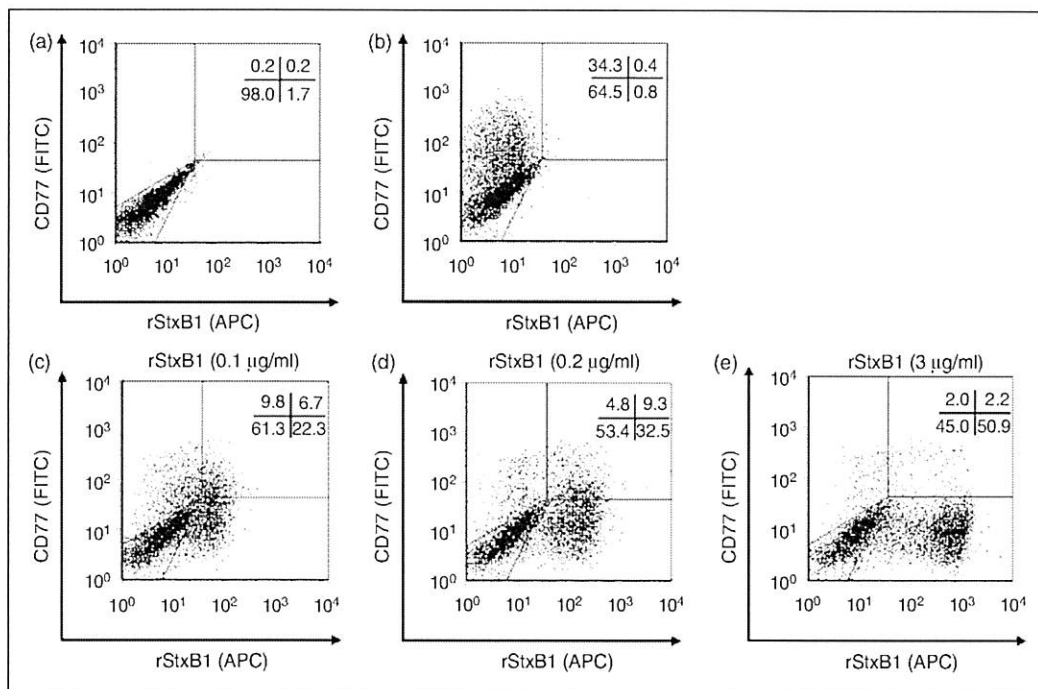 (a)
10⁴
10³
10²
10¹
10⁰
CD77 (FITC)
0.2 0.2
98.0 1.7
10⁰ 10¹ 10² 10³ 10⁴
rStxB1 (APC)
(b)
10⁴
10³
10²
10¹
10⁰
CD77 (FITC)
34.3 0.4
64.5 0.8
10⁰ 10¹ 10² 10³ 10⁴
rStxB1 (APC)
(c)
rStxB1 (0.1 µg/ml)
10⁴
10³
10²
10¹
10⁰
CD77 (FITC)
9.8 6.7
61.3 22.3
10⁰ 10¹ 10² 10³ 10⁴
rStxB1 (APC)
(d)
rStxB1 (0.2 µg/ml)
10⁴
10³
10²
10¹
10⁰
CD77 (FITC)
4.8 9.3
53.4 32.5
10⁰ 10¹ 10² 10³ 10⁴
rStxB1 (APC)
(e)
rStxB1 (3 µg/ml)
10⁴
10³
10²
10¹
10⁰
CD77 (FITC)
2.0 2.2
45.0 50.9
10⁰ 10¹ 10² 10³ 10⁴
rStxB1 (APC)